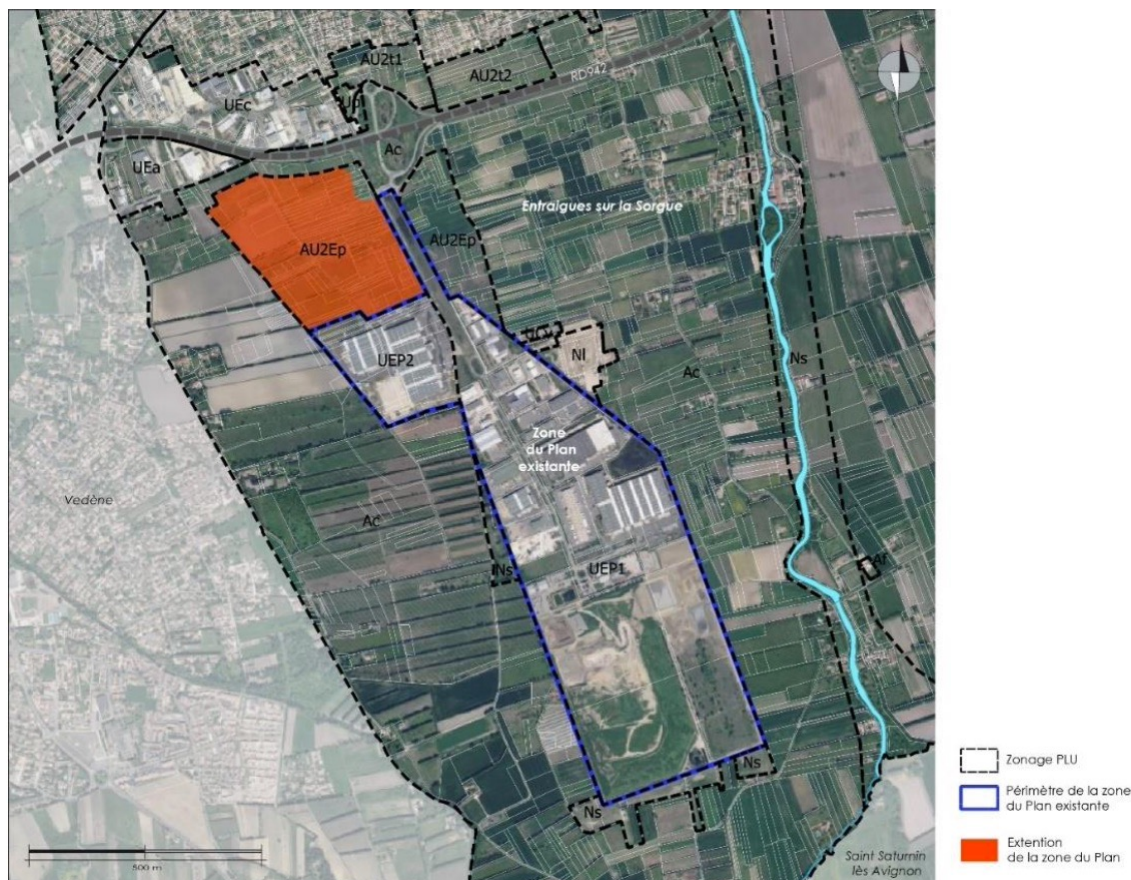 AU2t1
AU2t2
RD942
UEc
Up
Ac
UEa
Entraigues sur la Sorgue
AU2Ep
AU2Ep
UEP2
Nl
Ac
Ns
Zone
du Plan
existante
Vedène
Ac
Ns
UEP1
Af
Ns
Ns
500 m
Saint Saturnin
lès Avignon
Zonage PLU
Périmètre de la zone
du Plan existante
Extention
de la zone du Plan